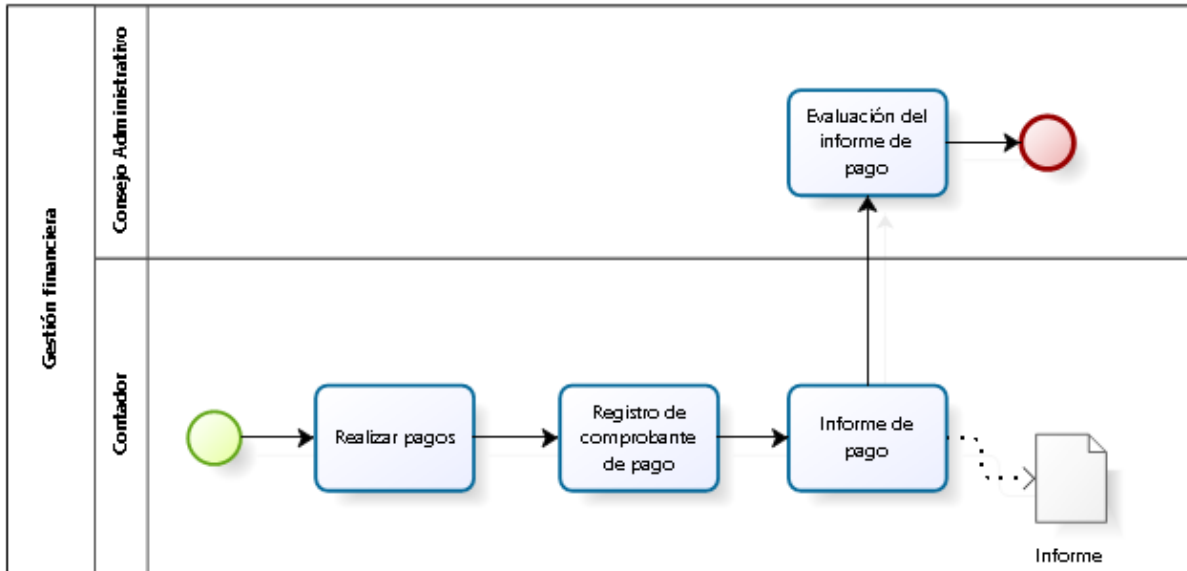 Gestión financiera
Consejo Administrativo
Evaluación del
informe de
pago
Contador
Realizar pagos
Registro de
comprobante
de pago
Informe de
pago
Informe